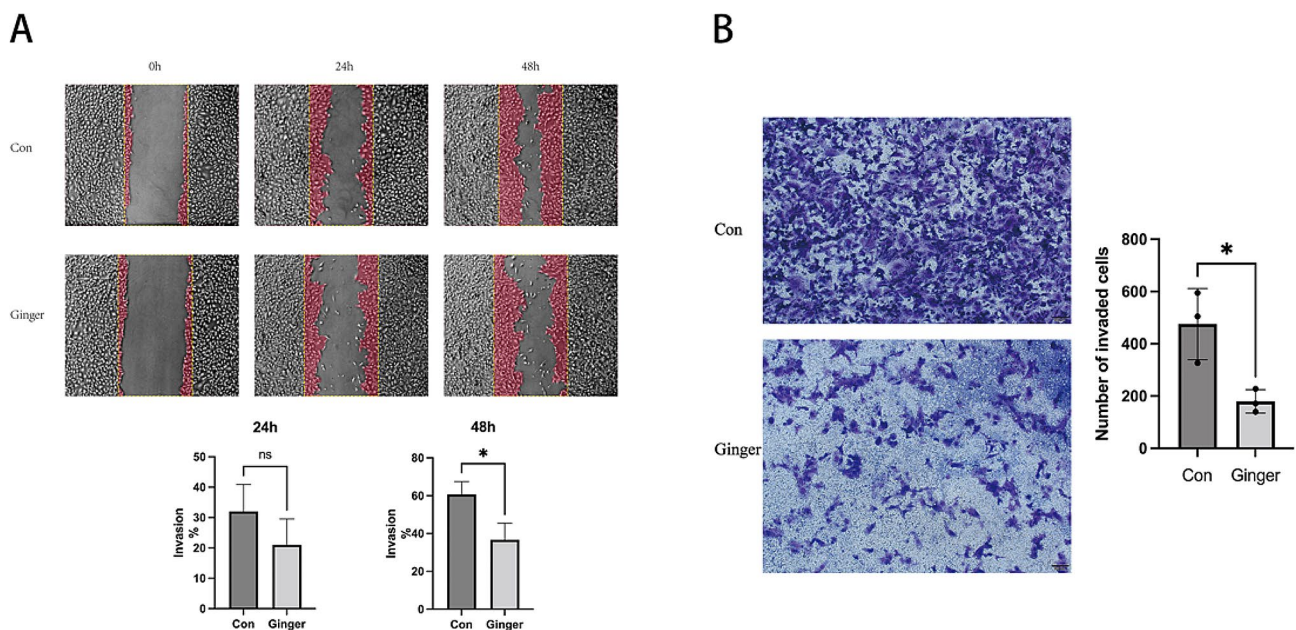 A
0h 24h 48h
Con
Ginger
24h
50
40
30
20
10
0
Invasion
%
ns
Con Ginger
48h
80
60
40
20
0
Invasion
%
*
Con Ginger
B
Con
Ginger
800
600
400
200
0
Number of invaded cells
*
Con Ginger